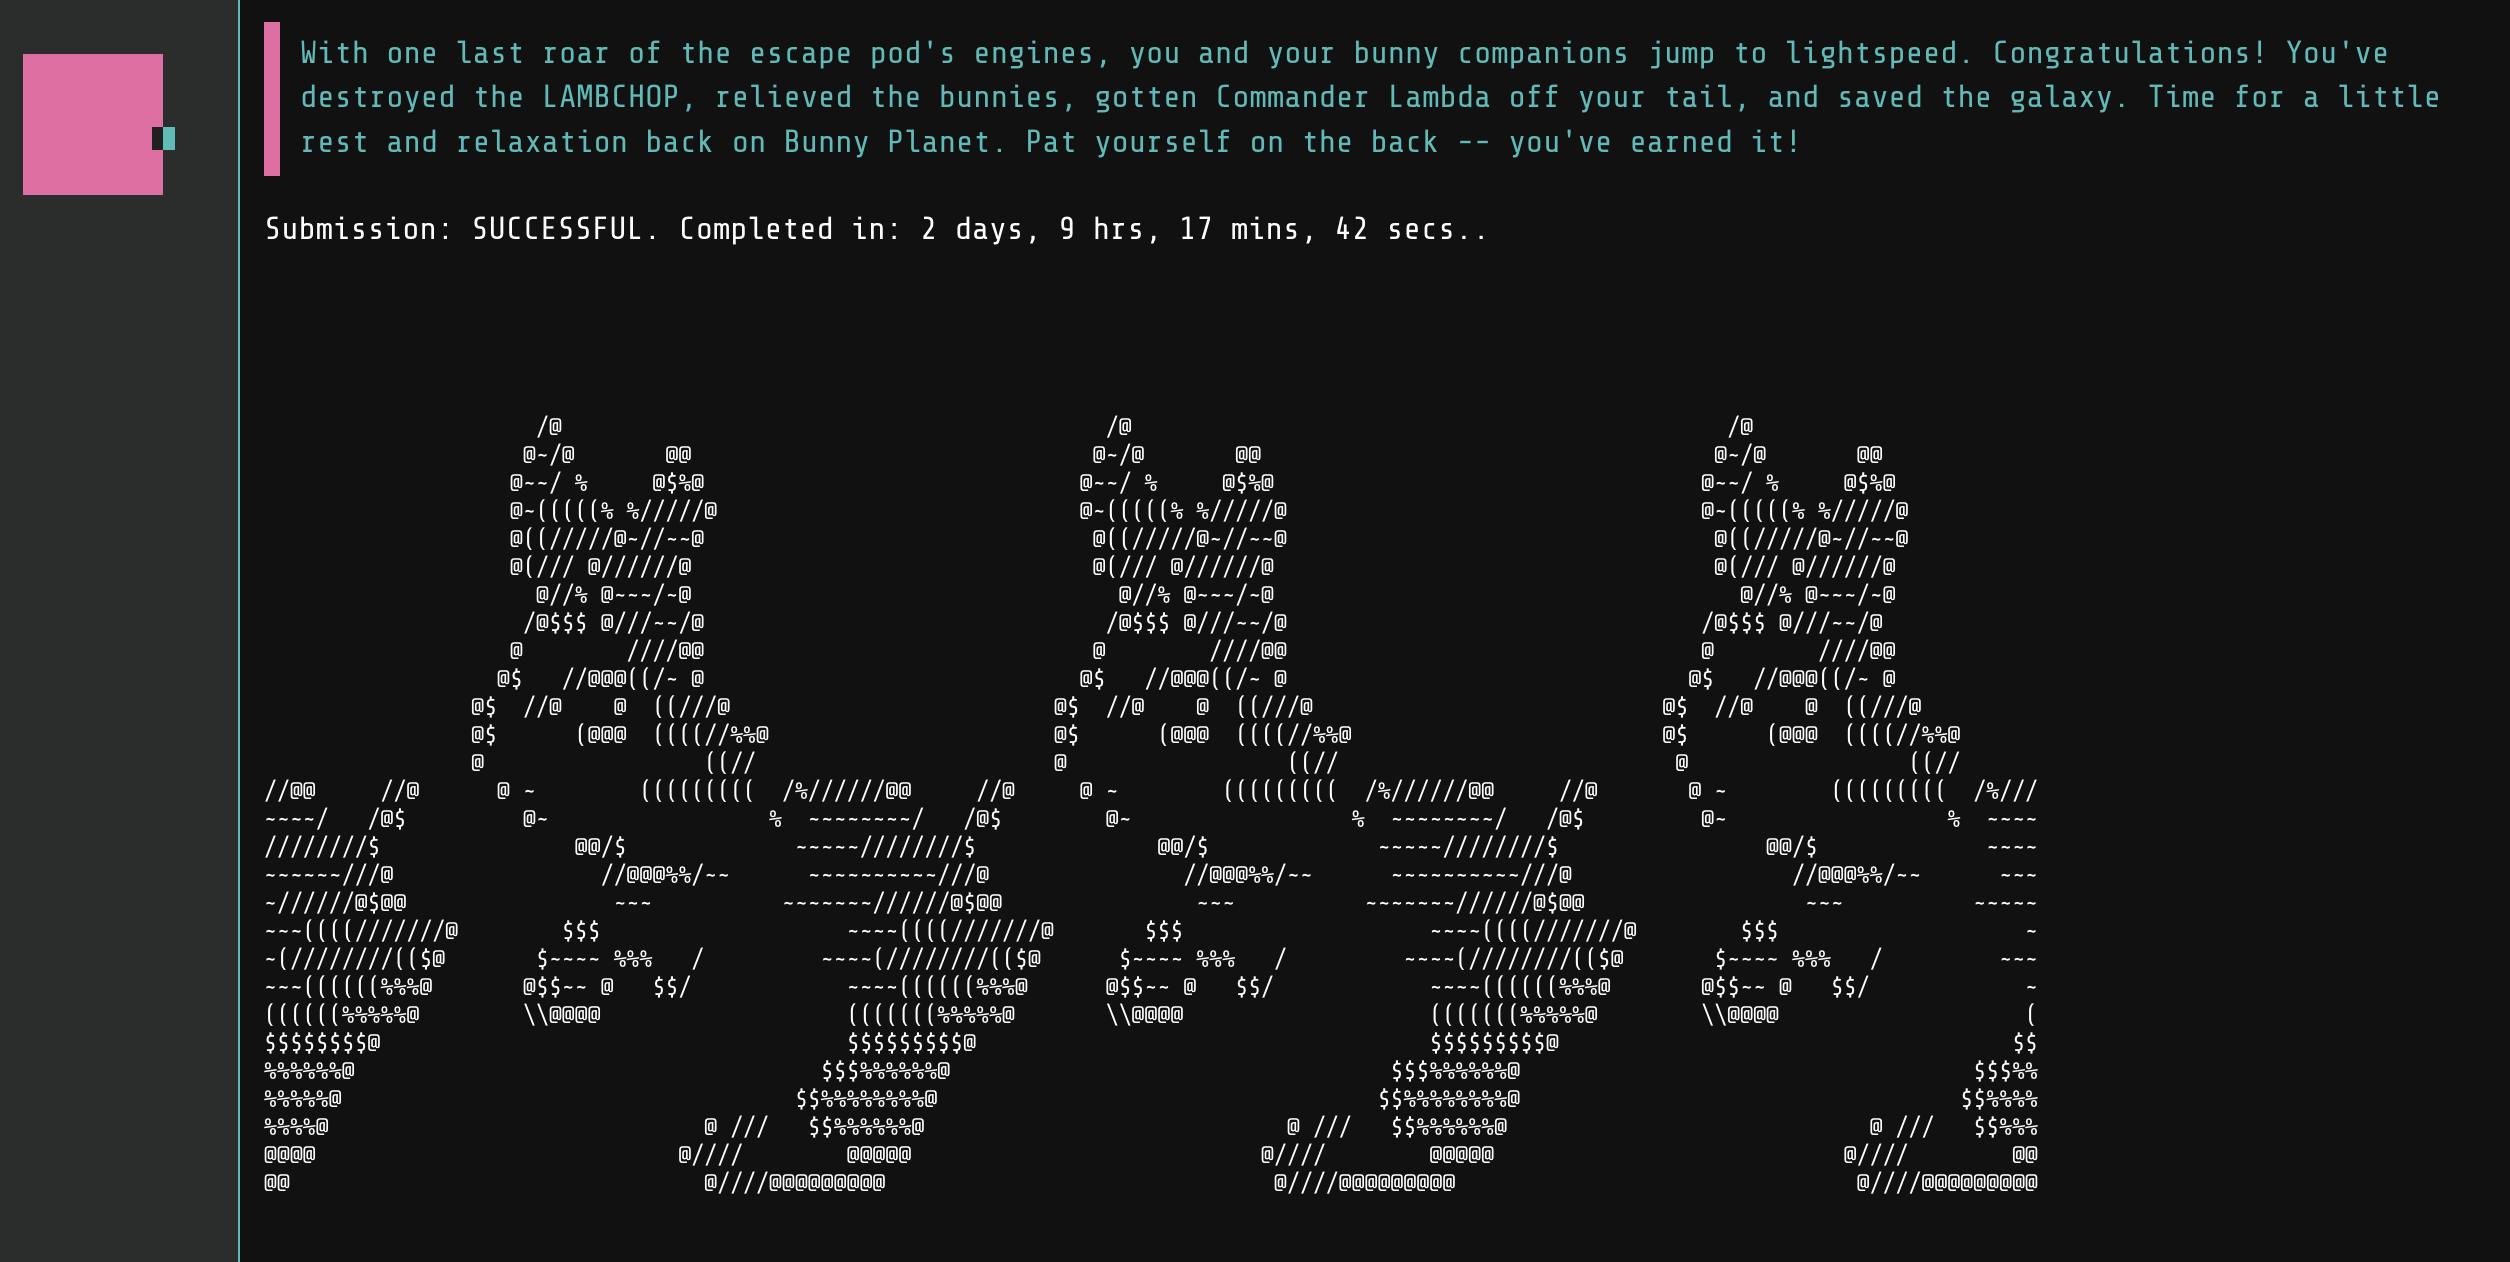 With one last roar of the escape pod's engines, you and your bunny companions jump to lightspeed. Congratulations! You've
destroyed the LAMBCHOP, relieved the bunnies, gotten Commander Lambda off your tail, and saved the galaxy. Time for a little
rest and relaxation back on Bunny Planet. Pat yourself on the back -- you've earned it!
Submission: SUCCESSFUL. Completed in: 2 days, 9 hrs, 17 mins, 42 secs..